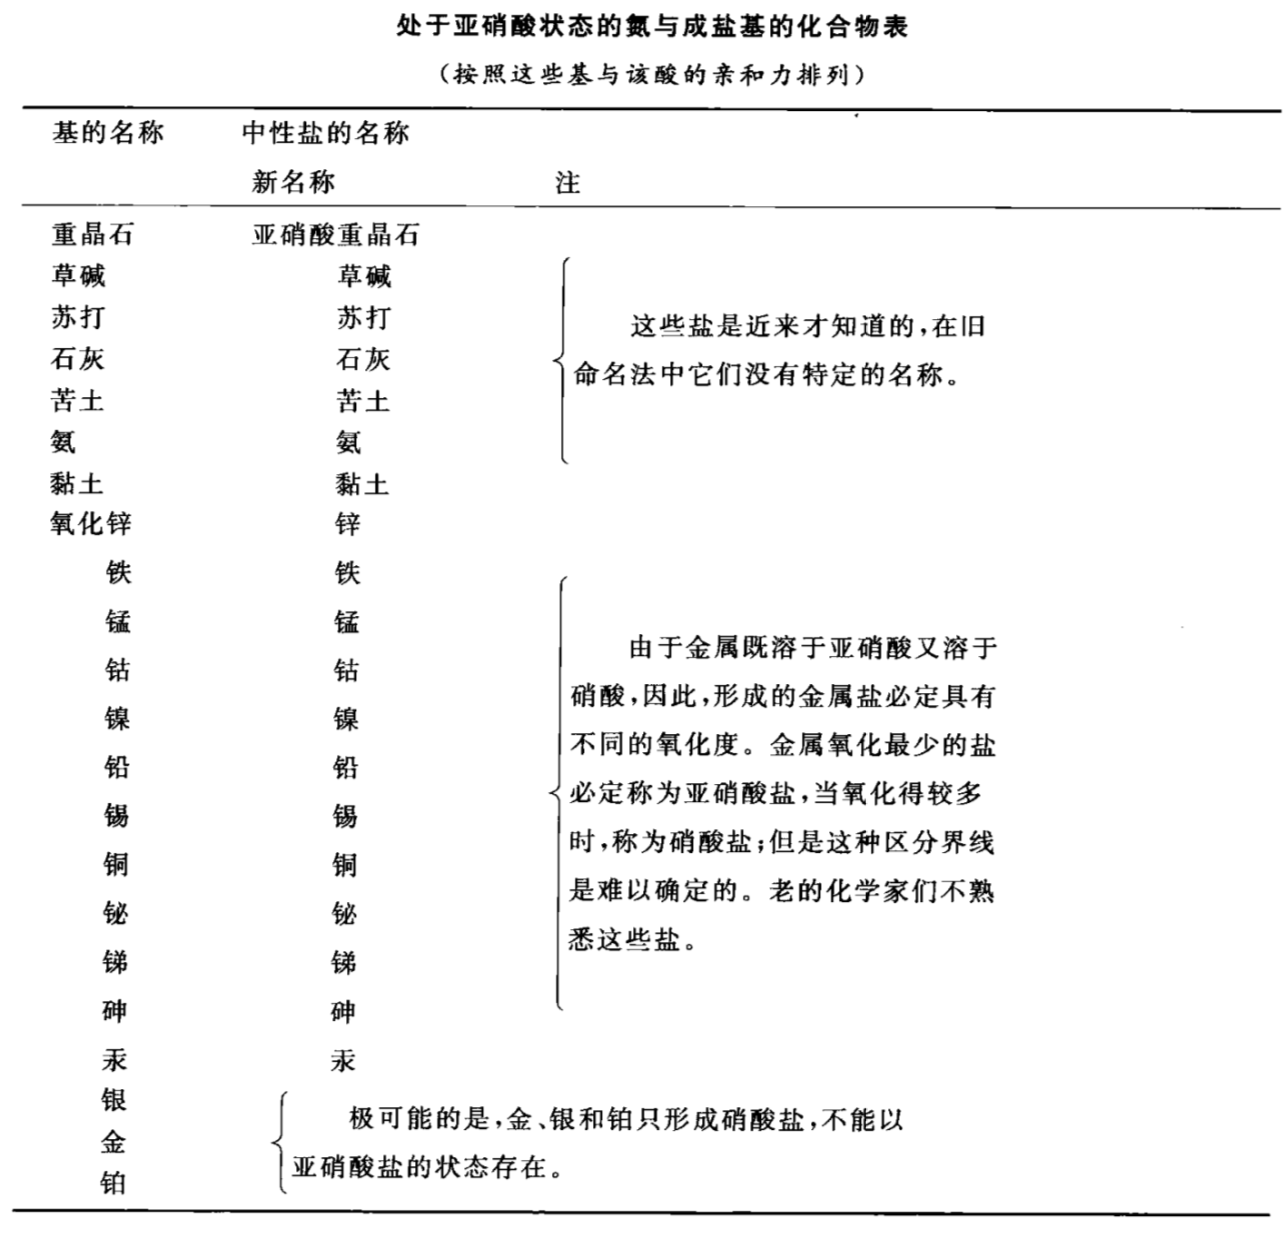 处于亚硝酸状态的氮与成盐基的化合物表
（按照这些基与该酸的亲和力排列）
基的名称 中性盐的名称
新名称 注
重晶石 亚硝酸重晶石
草碱 草碱
苏打 苏打
石灰 石灰
苦土 苦土
氨 氨
黏土 黏土
这些盐是近来才知道的，在旧
命名法中它们没有特定的名称。
氧化锌 锌
铁 铁
锰 锰
钴 钴
镍 镍
铅 铅
锡 锡
铜 铜
铋 铋
锑 锑
砷 砷
汞 汞
由于金属既溶于亚硝酸又溶于
硝酸，因此，形成的金属盐必定具有
不同的氧化度。金属氧化最少的盐
必定称为亚硝酸盐，当氧化得较多
时，称为硝酸盐；但是这种区分界线
是难以确定的。老的化学家们不熟
悉这些盐。
银
金
铂
极可能的是，金、银和铂只形成硝酸盐，不能以
亚硝酸盐的状态存在。